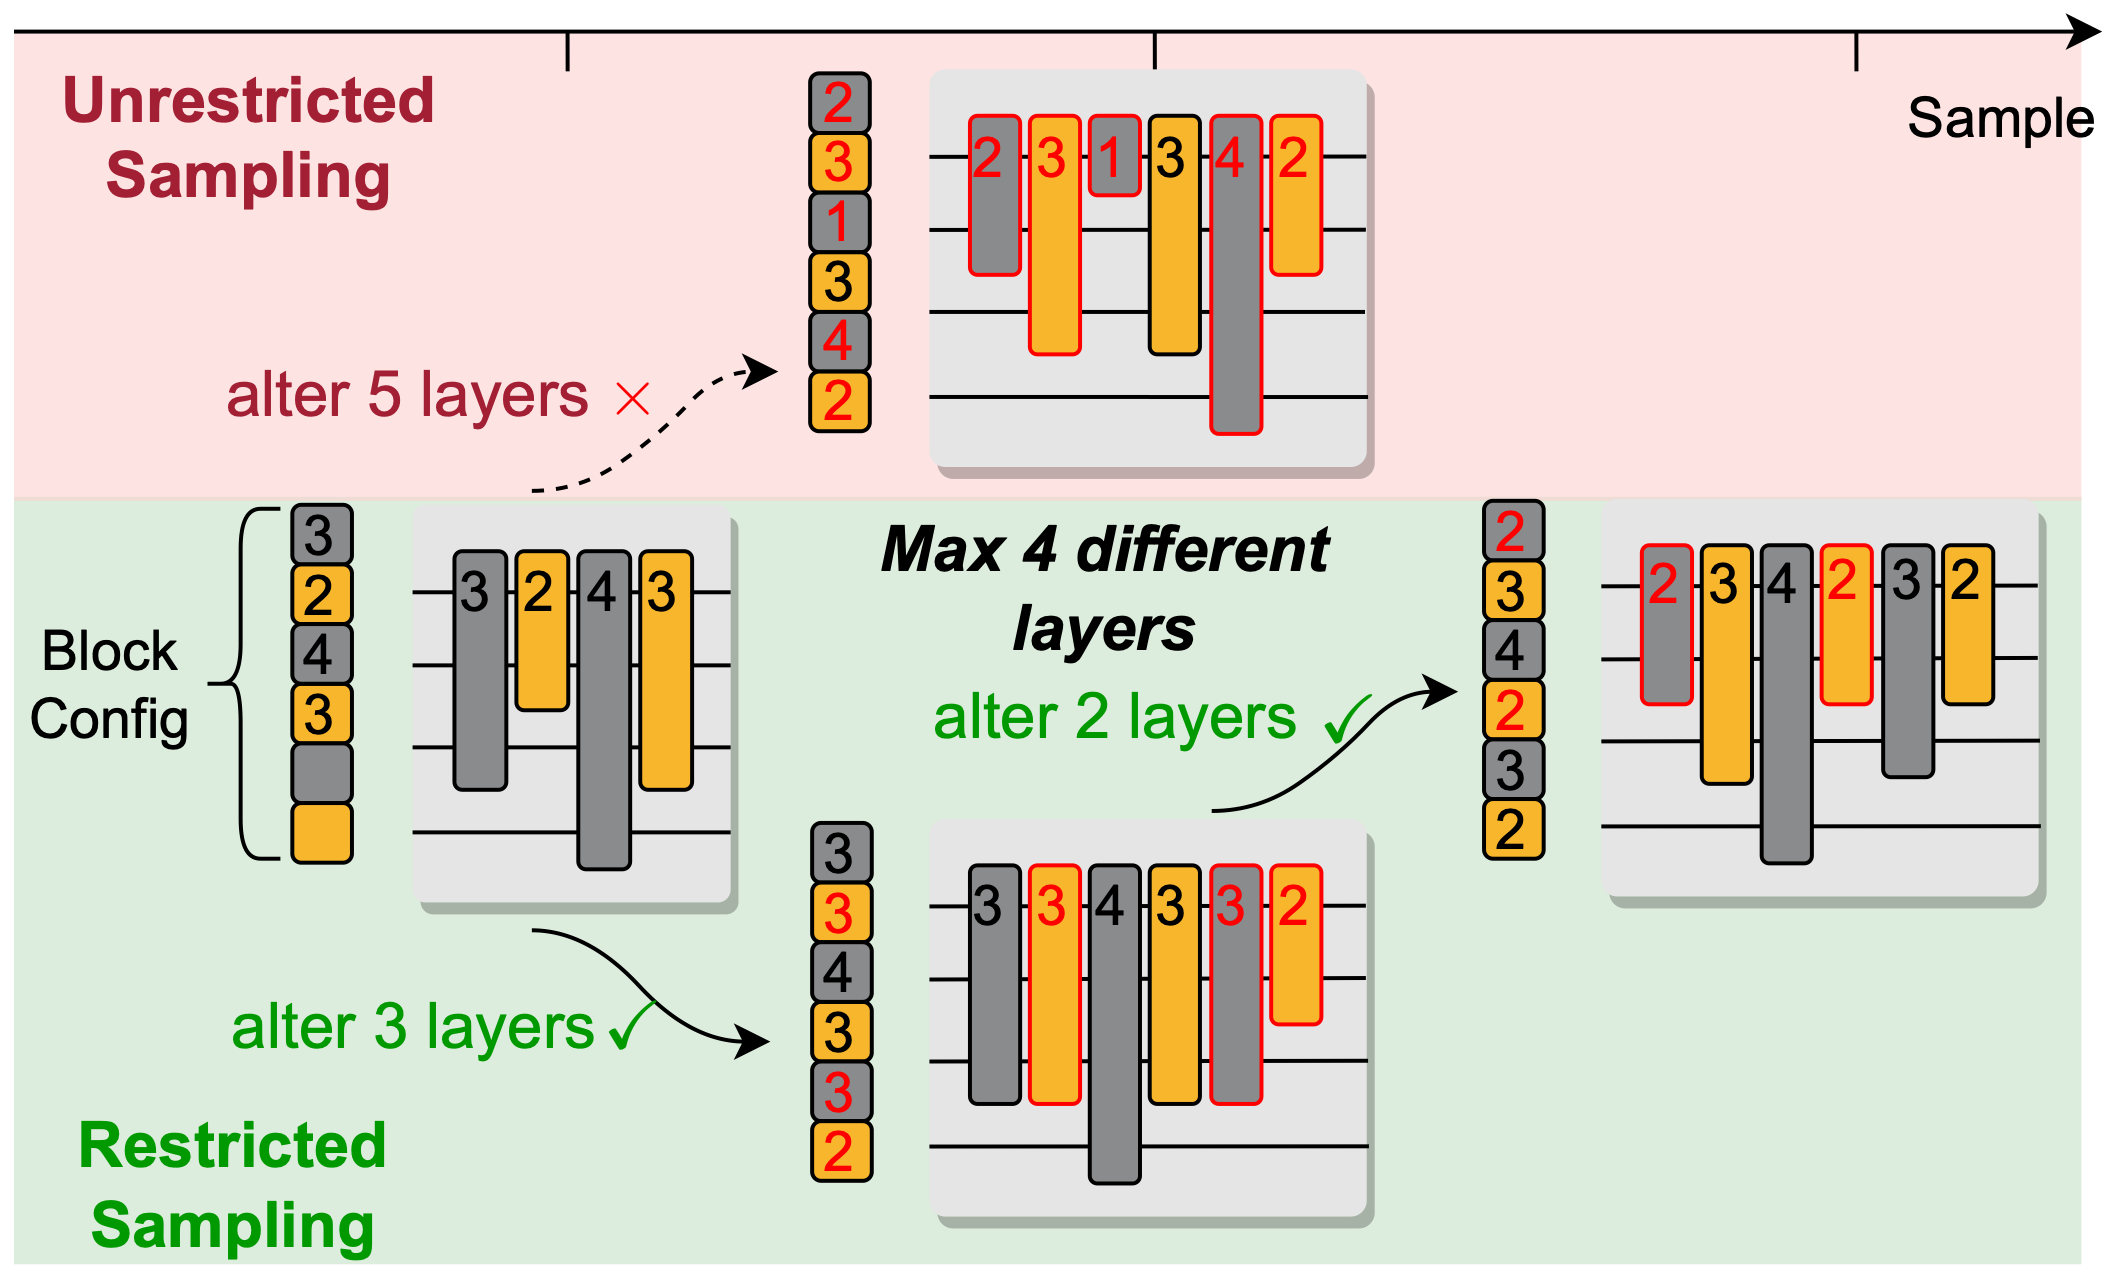 Unrestricted
Sampling
Sample
2
3
1
3
4
2
2 3 1 3 4 2
alter 5 layers ×
Block
Config
3
2
4
3
3 2 4 3
Max 4 different
layers
alter 2 layers ✓
2
3
4
2
3
2
2 3 4 2 3 2
alter 3 layers ✓
3
3
4
3
3
2
3 3 4 3 3 2
Restricted
Sampling